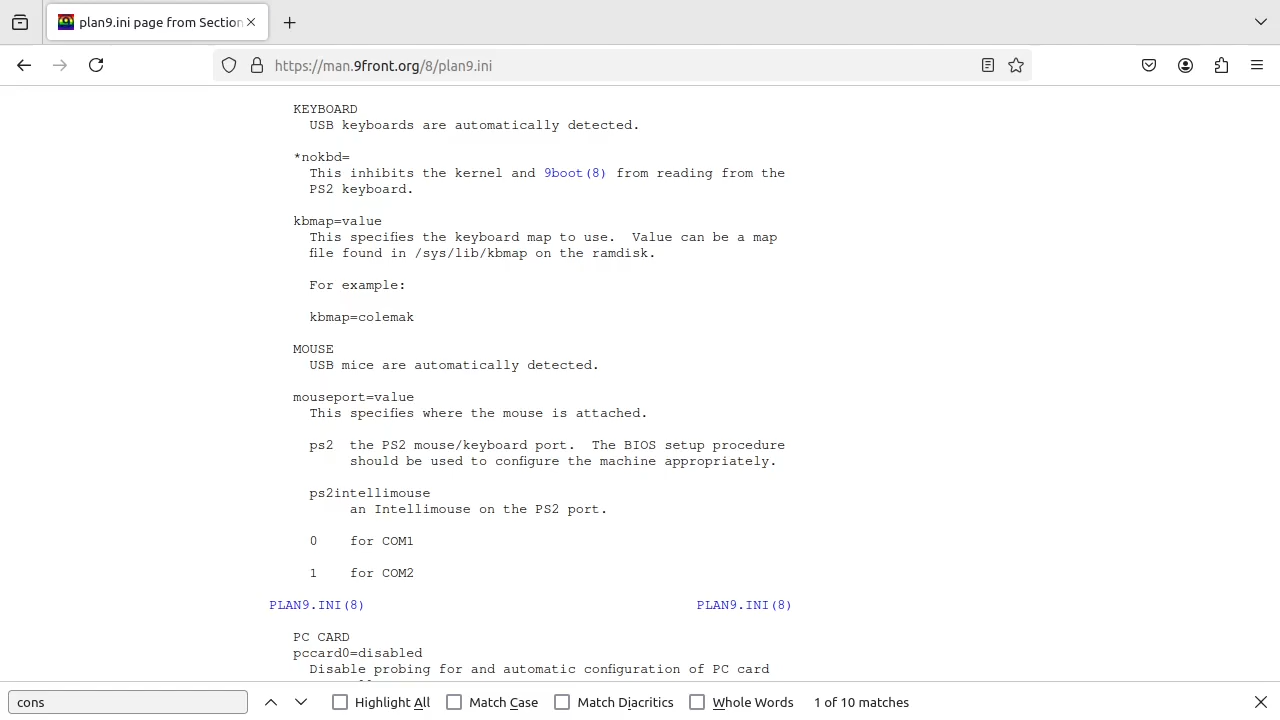 plan9.ini page from Section
https://man.9front.org/8/plan9.ini
KEYBOARD
USB keyboards are automatically detected.
*nokbd=
This inhibits the kernel and 9boot(8) from reading from the
PS2 keyboard.
kbmap=value
This specifies the keyboard map to use.  Value can be a map
file found in /sys/lib/kbmap on the ramdisk.
For example:
kbmap=colemak
MOUSE
USB mice are automatically detected.
mouseport=value
This specifies where the mouse is attached.
ps2  the PS2 mouse/keyboard port.  The BIOS setup procedure
should be used to configure the machine appropriately.
ps2intellimouse
an Intellimouse on the PS2 port.
0    for COM1
1    for COM2
PLAN9.INI(8) PLAN9.INI(8)
PC CARD
pccard0=disabled
Disable probing for and automatic configuration of PC card
cons Highlight All Match Case Match Diacritics Whole Words 1 of 10 matches